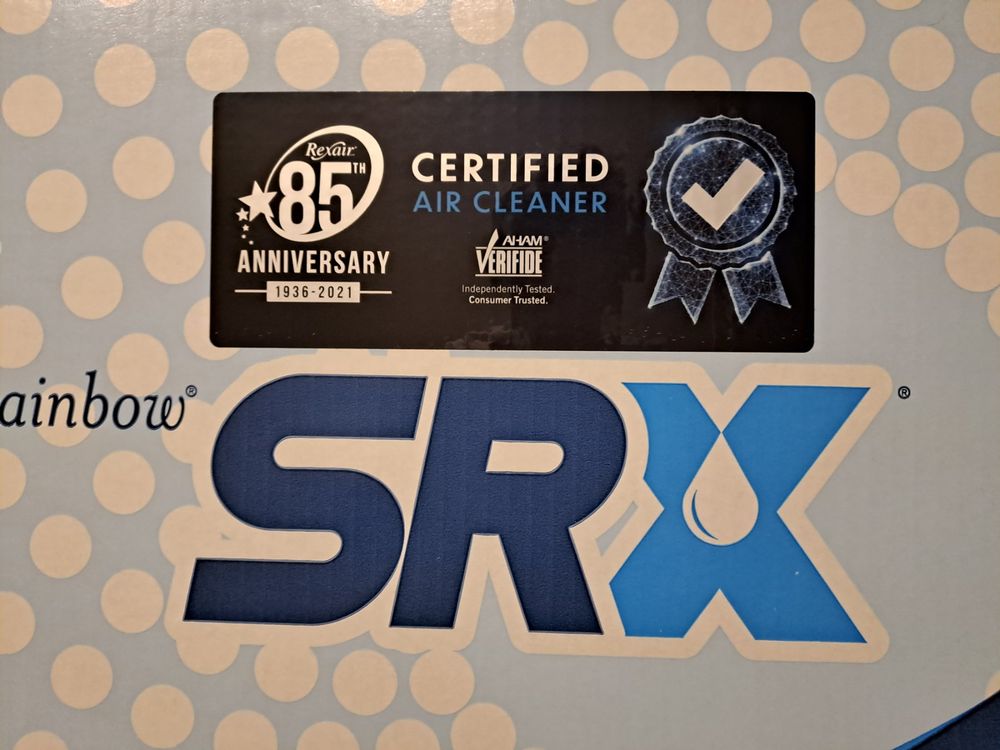 Rexair
85TH
ANNIVERSARY
1936-2021
CERTIFIED
AIR CLEANER
AHAM®
VERIFIDE
Independently Tested.
Consumer Trusted.
ainbow®
SRX®